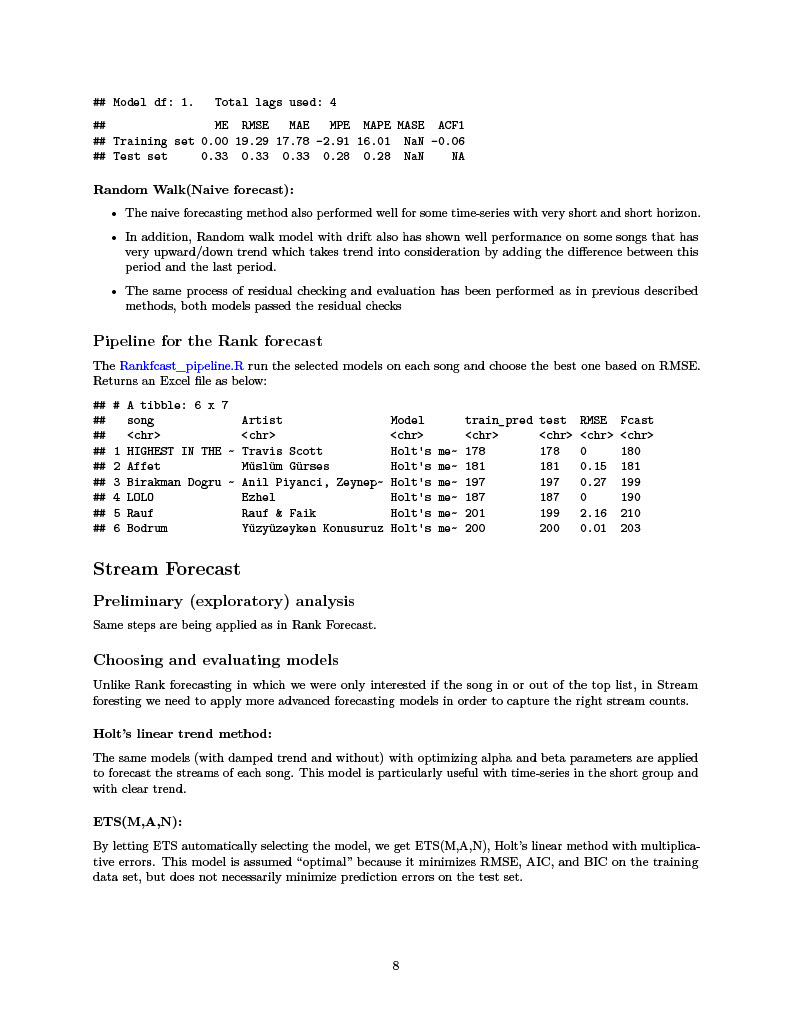 ## Model df: 1.   Total lags used: 4
##               ME  RMSE   MAE   MPE  MAPE MASE  ACF1
## Training set 0.00 19.29 17.78 -2.91 16.01  NaN -0.06
## Test set     0.33  0.33  0.33  0.28  0.28  NaN    NA
Random Walk(Naive forecast):
• The naive forecasting method also performed well for some time-series with very short and short horizon.
• In addition, Random walk model with drift also has shown well performance on some songs that has
very upward/down trend which takes trend into consideration by adding the difference between this
period and the last period.
• The same process of residual checking and evaluation has been performed as in previous described
methods, both models passed the residual checks
Pipeline for the Rank forecast
The Rankfcast_pipeline.R run the selected models on each song and choose the best one based on RMSE.
Returns an Excel file as below:
## # A tibble: 6 x 7
##   song            Artist               Model      train_pred test  RMSE  Fcast
##   <chr>           <chr>                <chr>      <chr>      <chr> <chr> <chr>
## 1 HIGHEST IN THE ~ Travis Scott         Holt's me~ 178        178   0     180
## 2 Affet           Müslüm Gürses        Holt's me~ 181        181   0.15  181
## 3 Birakman Dogru ~ Anil Piyanci, Zeynep~ Holt's me~ 197        197   0.27  199
## 4 LOLO            Ezhel                Holt's me~ 187        187   0     190
## 5 Rauf            Rauf & Faik          Holt's me~ 201        199   2.16  210
## 6 Bodrum          Yüzyüzeyken Konusuruz Holt's me~ 200        200   0.01  203
Stream Forecast
Preliminary (exploratory) analysis
Same steps are being applied as in Rank Forecast.
Choosing and evaluating models
Unlike Rank forecasting in which we were only interested if the song in or out of the top list, in Stream
foresting we need to apply more advanced forecasting models in order to capture the right stream counts.
Holt's linear trend method:
The same models (with damped trend and without) with optimizing alpha and beta parameters are applied
to forecast the streams of each song. This model is particularly useful with time-series in the short group and
with clear trend.
ETS(M,A,N):
By letting ETS automatically selecting the model, we get ETS(M,A,N), Holt's linear method with multiplica-
tive errors. This model is assumed “optimal” because it minimizes RMSE, AIC, and BIC on the training
data set, but does not necessarily minimize prediction errors on the test set.
8